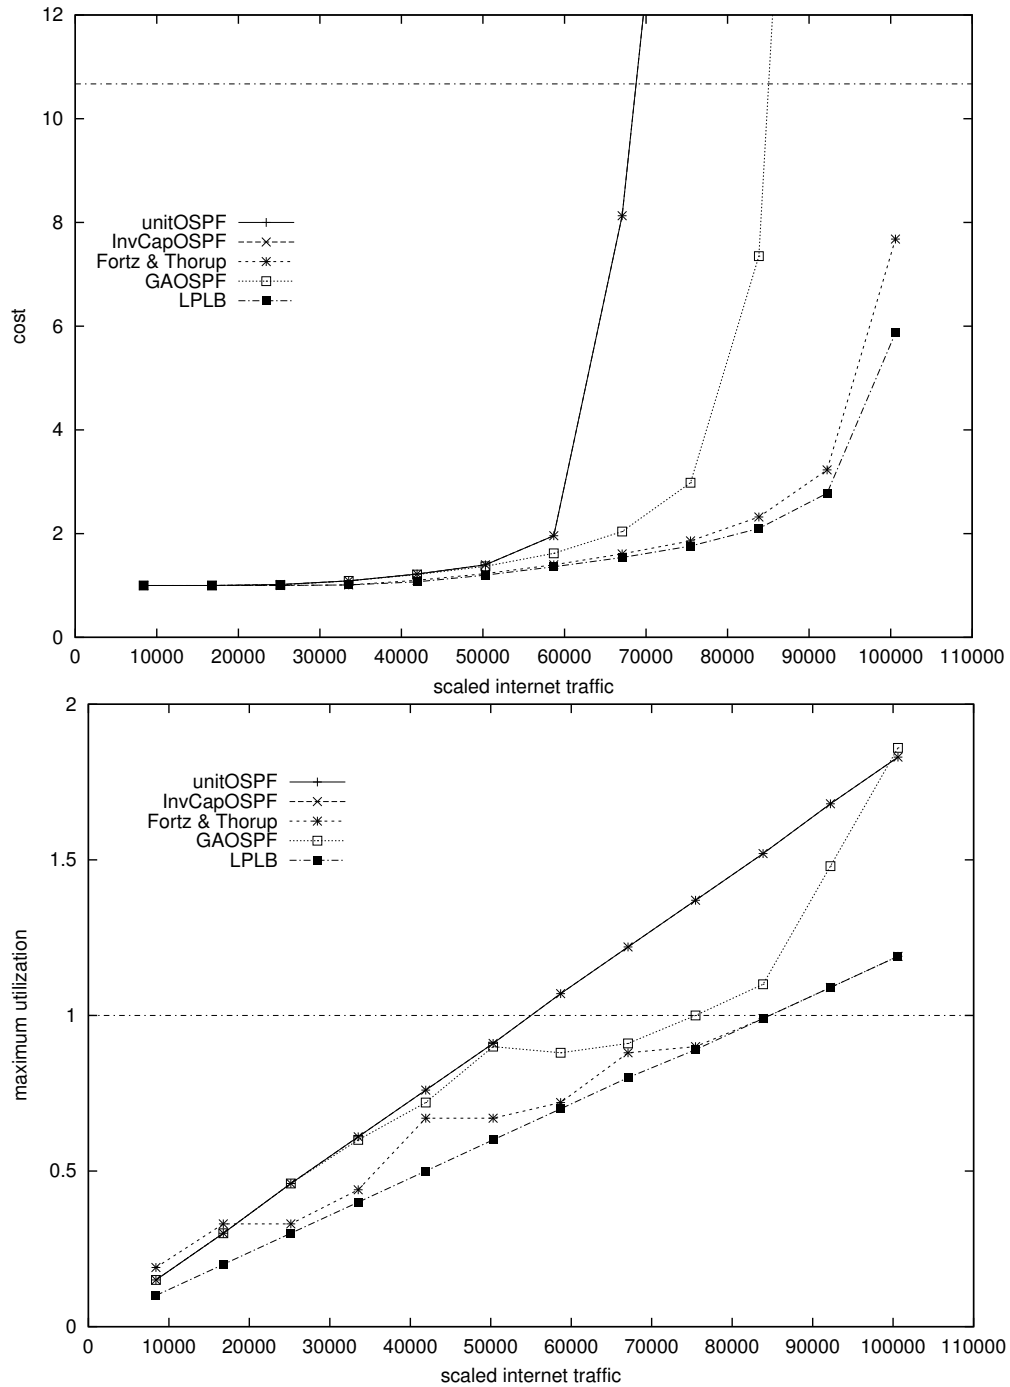 12
10
8
6
4
2
0
cost
unitOSPF
InvCapOSPF
Fortz & Thorup
GAOSPF
LPLB
0 10000 20000 30000 40000 50000 60000 70000 80000 90000 100000 110000
scaled internet traffic
2
1.5
1
0.5
0
maximum utilization
unitOSPF
InvCapOSPF
Fortz & Thorup
GAOSPF
LPLB
0 10000 20000 30000 40000 50000 60000 70000 80000 90000 100000 110000
scaled internet traffic